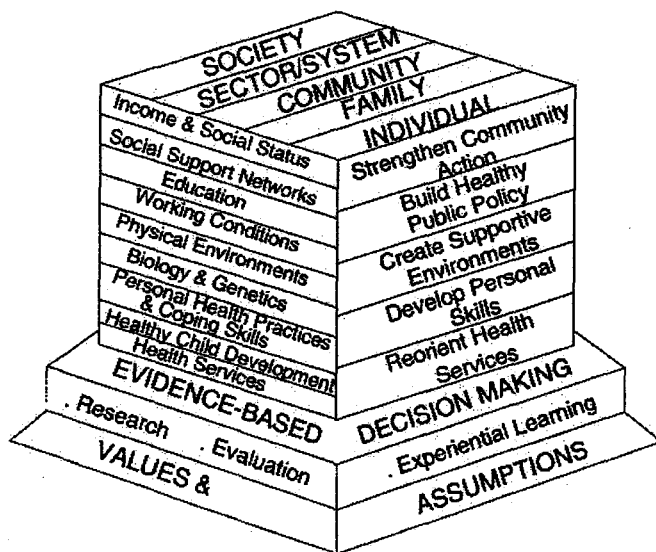 SOCIETY
SECTOR/SYSTEM
COMMUNITY
FAMILY
INDIVIDUAL
Income & Social Status
Social Support Networks
Education
Working Conditions
Physical Environments
Biology & Genetics
Personal Health Practices
& Coping Skills
Healthy Child Development
Health Services
Strengthen Community
Action
Build Healthy
Public Policy
Create Supportive
Environments
Develop Personal
Skills
Reorient Health
Services
EVIDENCE-BASED
DECISION MAKING
. Research . Evaluation
. Experiential Learning
VALUES &
ASSUMPTIONS